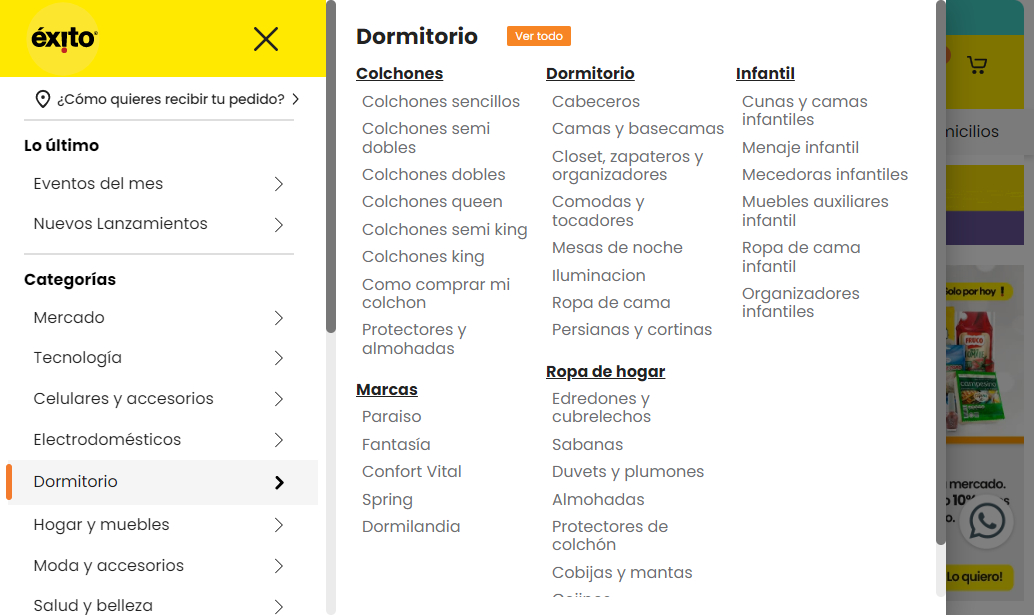 éxito
¿Cómo quieres recibir tu pedido?
Lo último
Eventos del mes
Nuevos Lanzamientos
Categorías
Mercado
Tecnología
Celulares y accesorios
Electrodomésticos
Dormitorio
Hogar y muebles
Moda y accesorios
Salud y belleza
Dormitorio
Ver todo
Colchones
Colchones sencillos
Colchones semi
dobles
Colchones dobles
Colchones queen
Colchones semi king
Colchones king
Como comprar mi
colchon
Protectores y
almohadas
Marcas
Paraiso
Fantasía
Confort Vital
Spring
Dormilandia
Dormitorio
Cabeceros
Camas y basecamas
Closet, zapateros y
organizadores
Comodas y
tocadores
Mesas de noche
Iluminacion
Ropa de cama
Persianas y cortinas
Ropa de hogar
Edredones y
cubrelechos
Sabanas
Duvets y plumones
Almohadas
Protectores de
colchón
Cobijas y mantas
Infantil
Cunas y camas
infantiles
Menaje infantil
Mecedoras infantiles
Muebles auxiliares
infantil
Ropa de cama
infantil
Organizadores
infantiles
micilios
Solo por hoy !
mercado.
10%
Lo quiero!